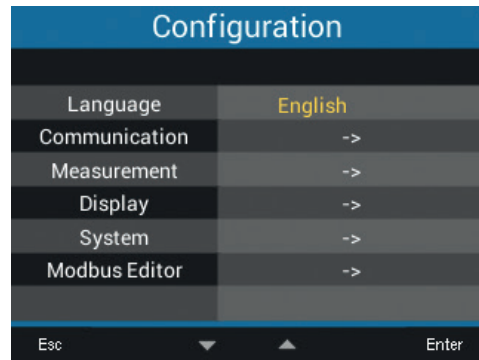 Configuration
Language English
Communication ->
Measurement ->
Display ->
System ->
Modbus Editor ->
Esc Enter